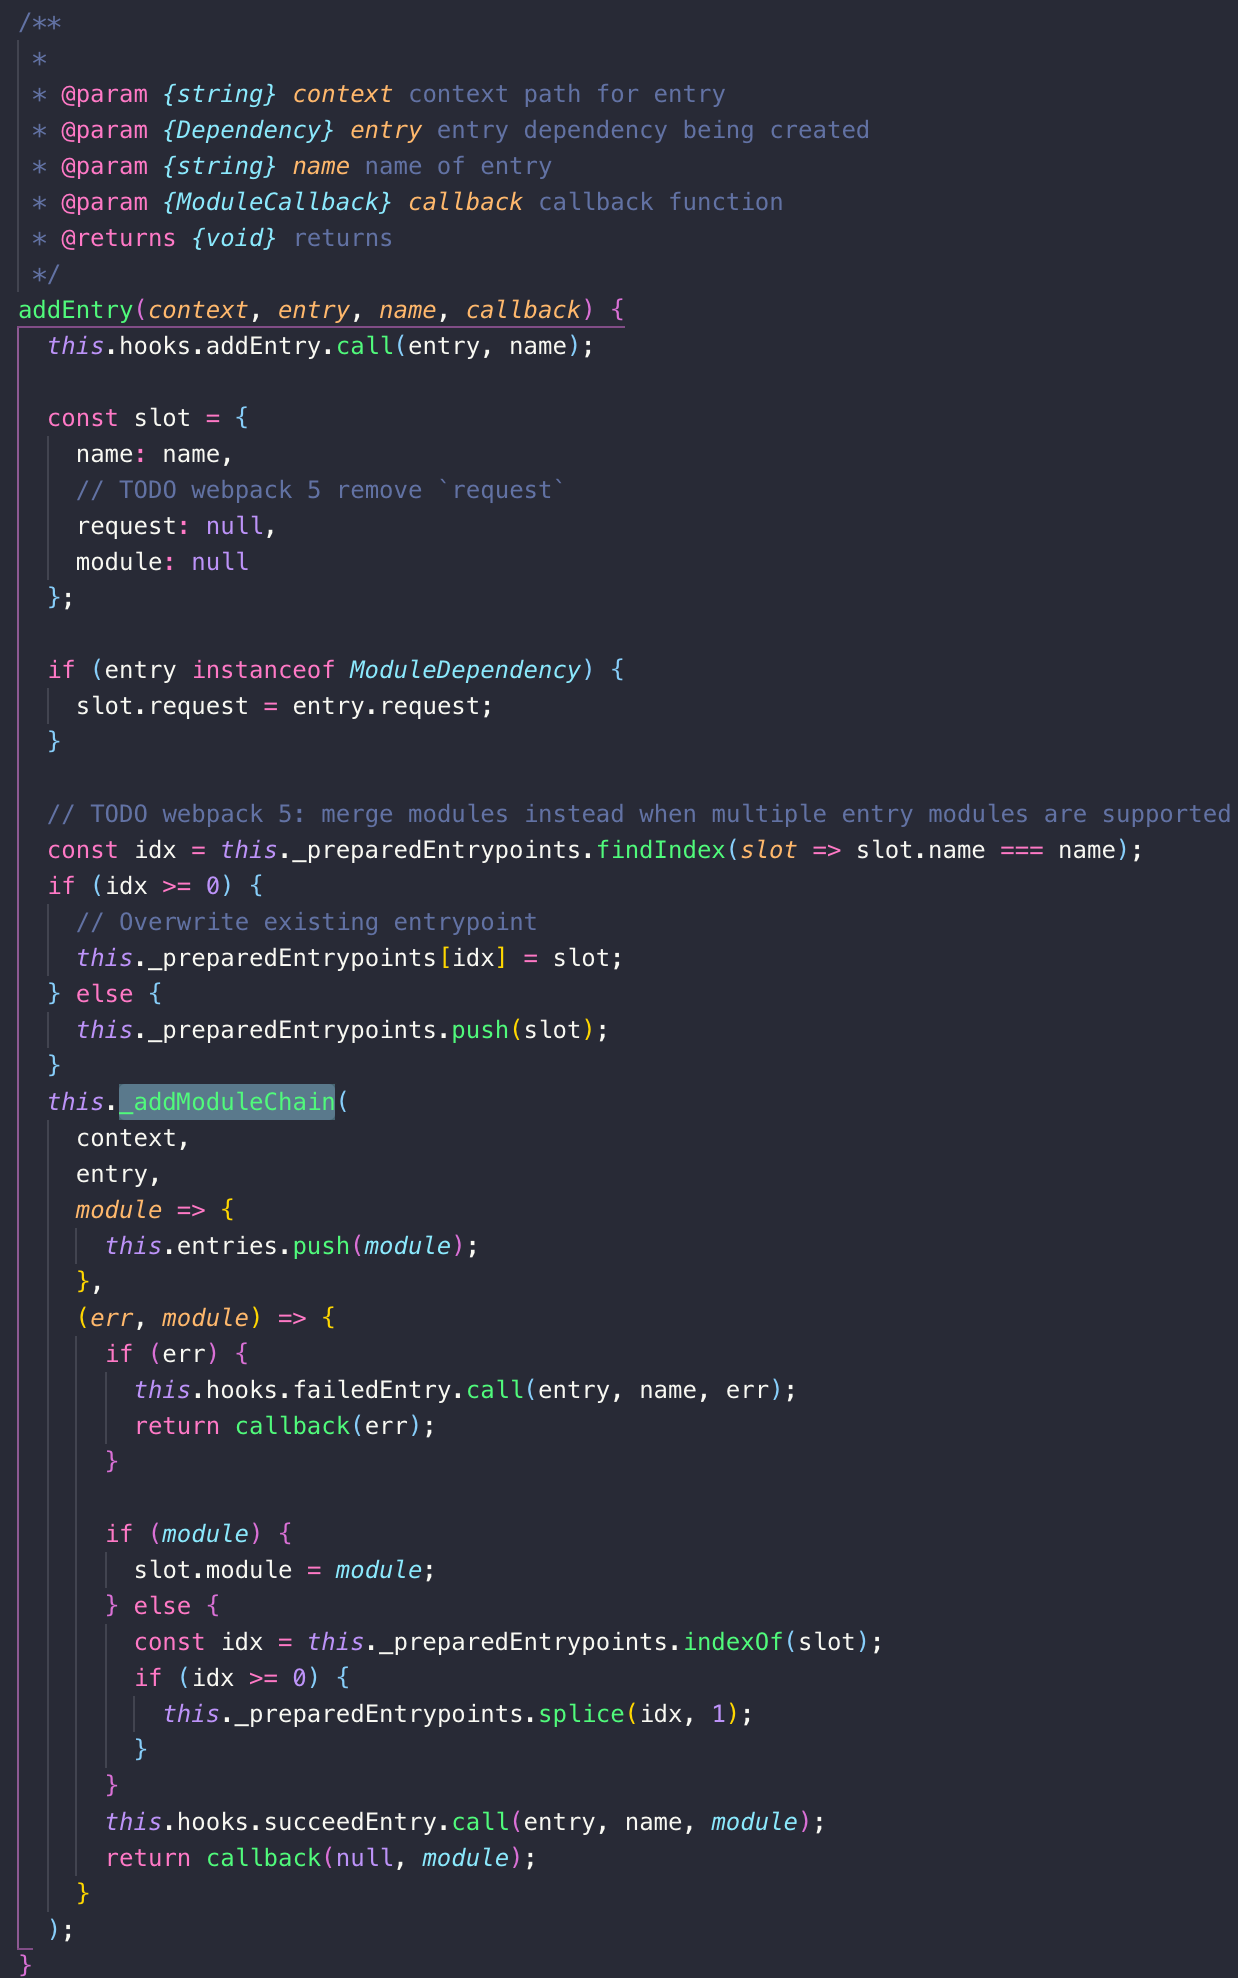 /**
 *
 * @param {string} context context path for entry
 * @param {Dependency} entry entry dependency being created
 * @param {string} name name of entry
 * @param {ModuleCallback} callback callback function
 * @returns {void} returns
 */
addEntry(context, entry, name, callback) {
  this.hooks.addEntry.call(entry, name);

  const slot = {
    name: name,
    // TODO webpack 5 remove `request`
    request: null,
    module: null
  };

  if (entry instanceof ModuleDependency) {
    slot.request = entry.request;
  }

  // TODO webpack 5: merge modules instead when multiple entry modules are supported
  const idx = this._preparedEntrypoints.findIndex(slot => slot.name === name);
  if (idx >= 0) {
    // Overwrite existing entrypoint
    this._preparedEntrypoints[idx] = slot;
  } else {
    this._preparedEntrypoints.push(slot);
  }
  this._addModuleChain(
    context,
    entry,
    module => {
      this.entries.push(module);
    },
    (err, module) => {
      if (err) {
        this.hooks.failedEntry.call(entry, name, err);
        return callback(err);
      }

      if (module) {
        slot.module = module;
      } else {
        const idx = this._preparedEntrypoints.indexOf(slot);
        if (idx >= 0) {
          this._preparedEntrypoints.splice(idx, 1);
        }
      }
      this.hooks.succeedEntry.call(entry, name, module);
      return callback(null, module);
    }
  );
}